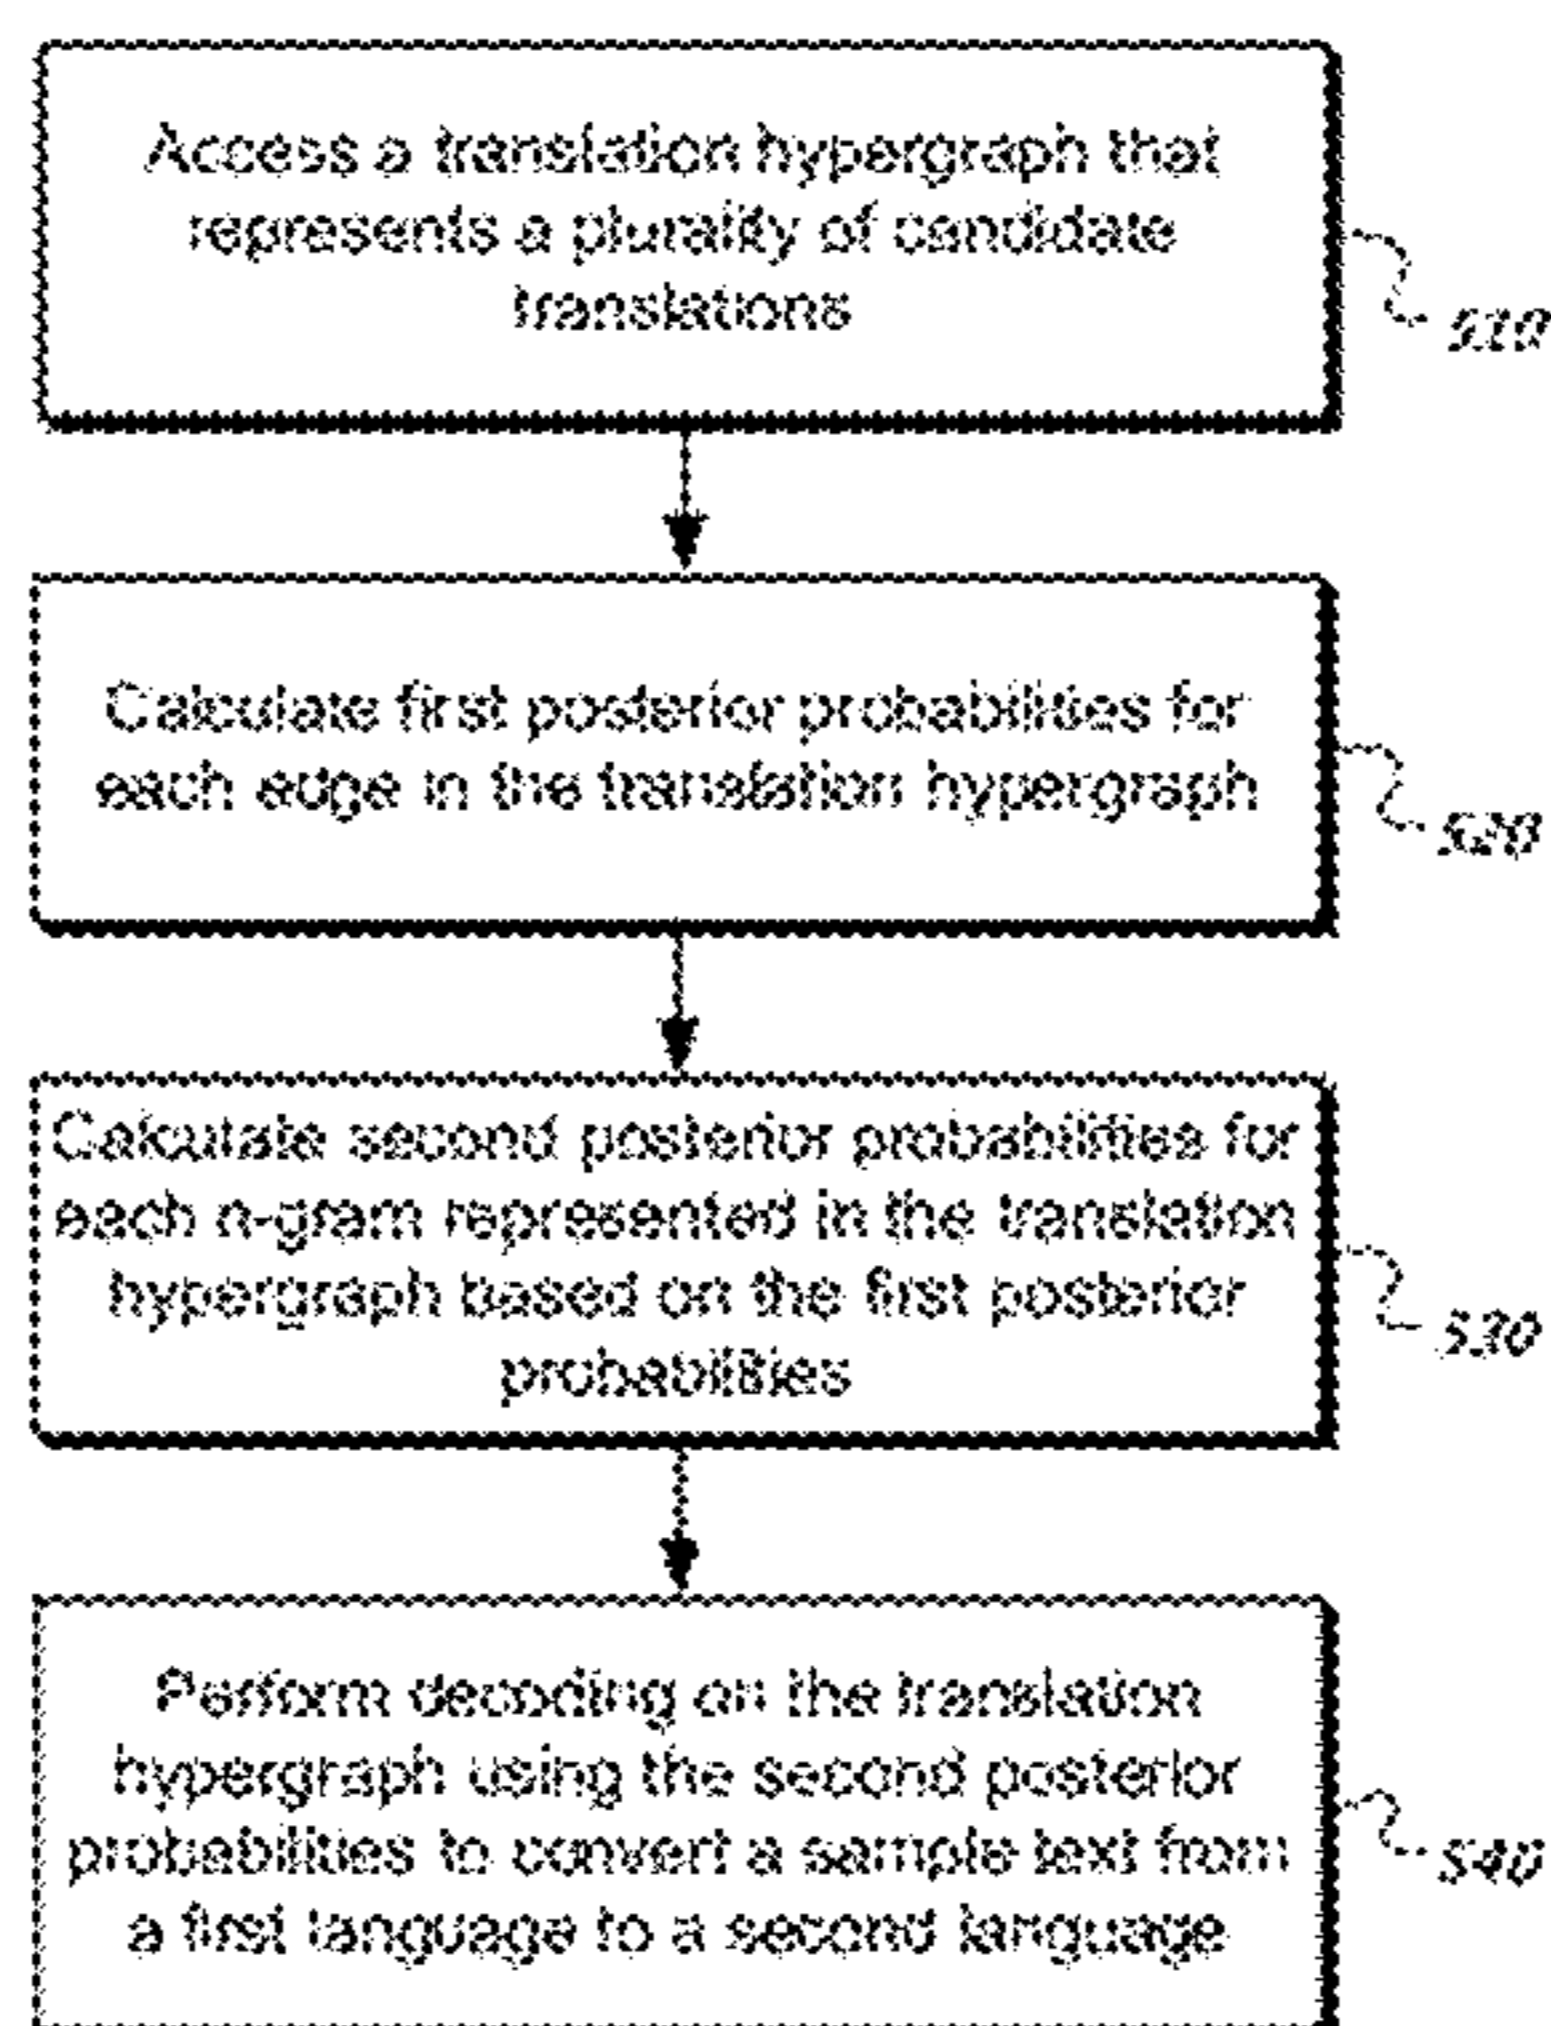 Access a translation hypergraph that
represents a plurality of candidate
translations
510
Calculate first posterior probabilities for
each edge in the translation hypergraph
520
Calculate second posterior probabilities for
each n-gram represented in the translation
hypergraph based on the first posterior
probabilities
530
Perform decoding on the translation
hypergraph using the second posterior
probabilities to convert a sample text from
a first language to a second language
540